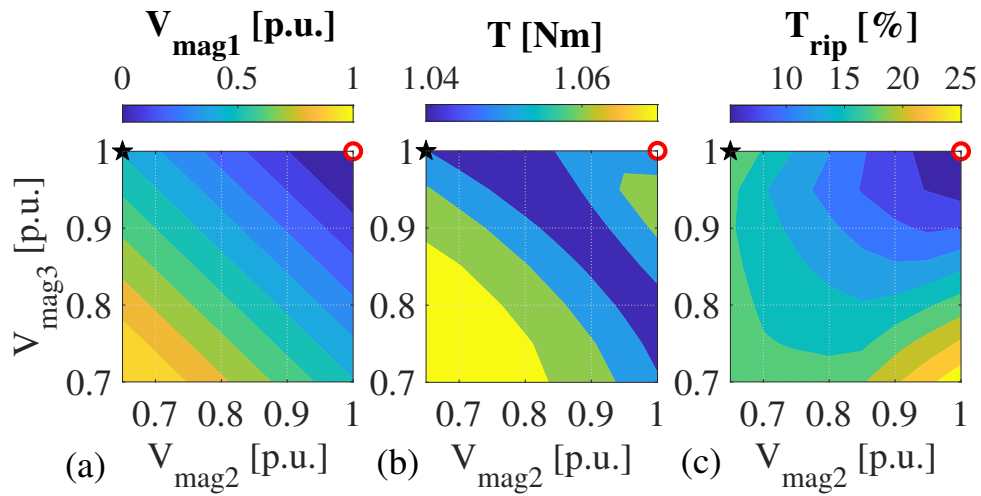 V_mag1 [p.u.] T [Nm] T_rip [%]
0 0.5 1 1.04 1.06 10 15 20 25
1 1 1
0.9 0.9 0.9
0.8 0.8 0.8
0.7 0.7 0.7
V_mag3 [p.u.]
0.7 0.8 0.9 1 0.7 0.8 0.9 1 0.7 0.8 0.9 1
(a) V_mag2 [p.u.] (b) V_mag2 [p.u.] (c) V_mag2 [p.u.]